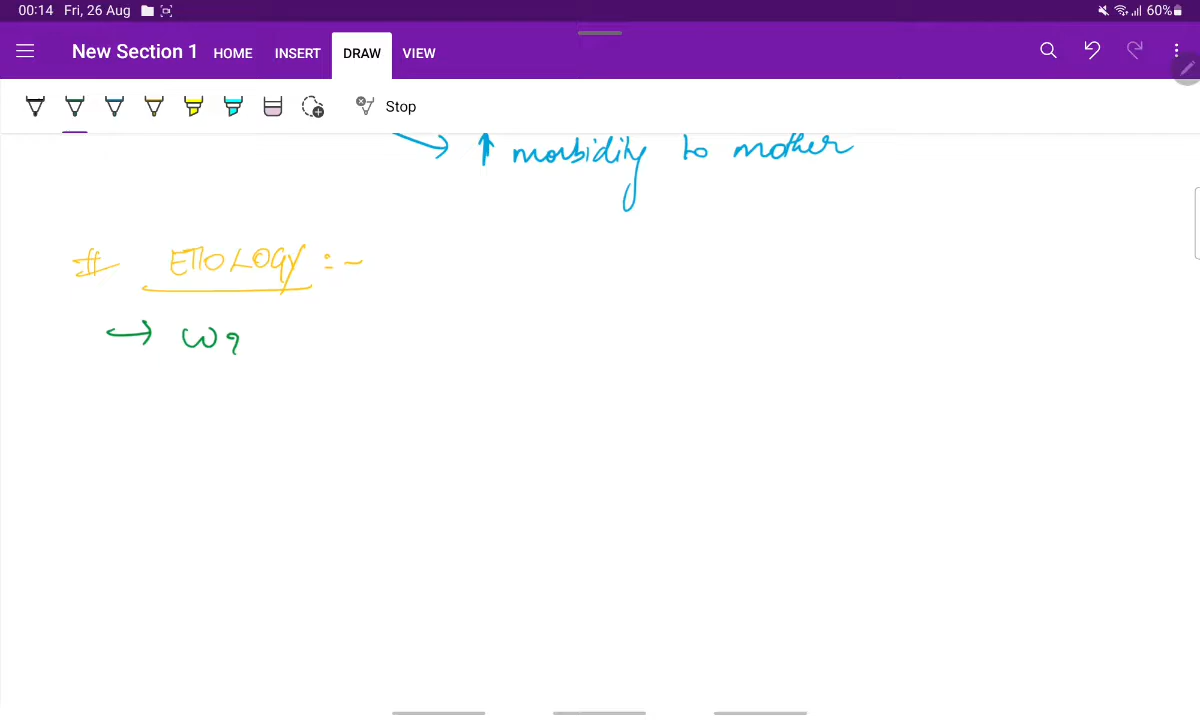 00:14 Fri, 26 Aug 60%
New Section 1 HOME INSERT DRAW VIEW
Stop
↑ morbidity to mother
# ETIOLOGY :-
→